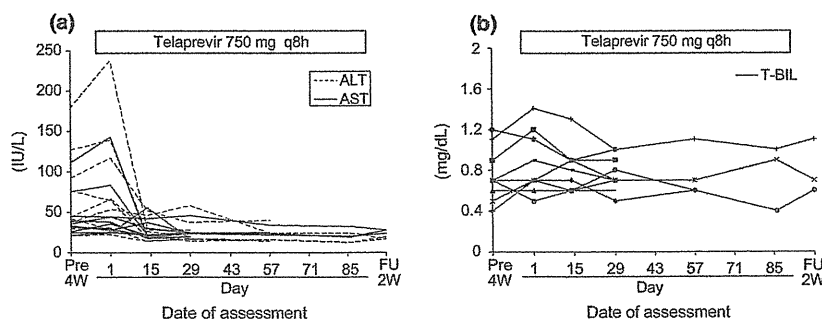 (a)
Telaprevir 750 mg q8h
250
200
150
100
50
0
(IU/L)
ALT
AST
Pre 4W
1 15 29 43 57 71 85
FU 2W
Day
Date of assessment
(b)
Telaprevir 750 mg q8h
2
1.6
1.2
0.8
0.4
0
(mg/dL)
T-BIL
Pre 4W
1 15 29 43 57 71 85
FU 2W
Day
Date of assessment